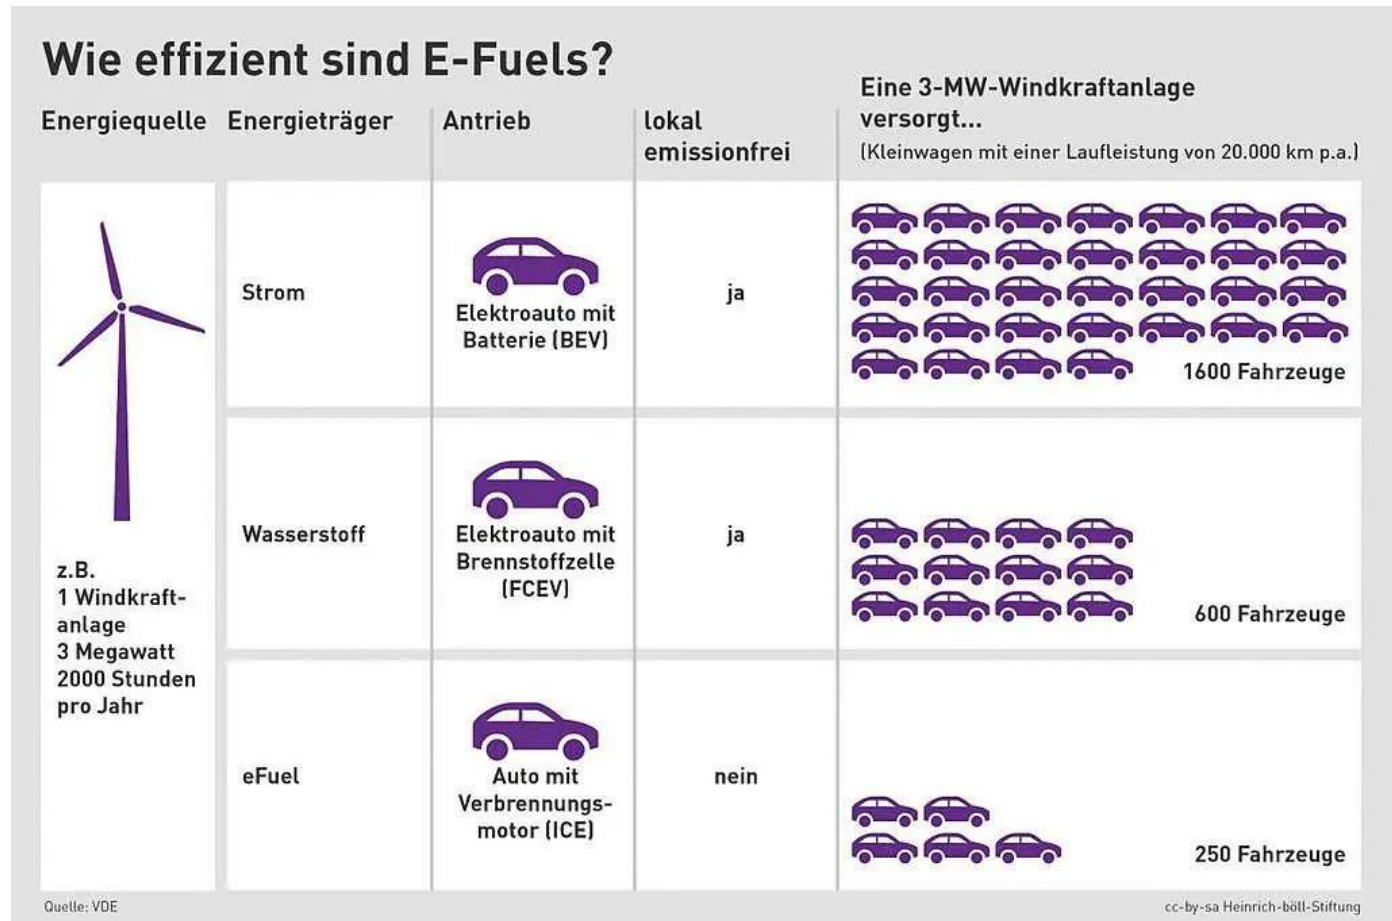 Wie effizient sind E-Fuels?
Energiequelle
Energieträger
Antrieb
lokal
emissionfrei
Eine 3-MW-Windkraftanlage
versorgt...
(Kleinwagen mit einer Laufleistung von 20.000 km p.a.)
z.B.
1 Windkraft-
anlage
3 Megawatt
2000 Stunden
pro Jahr
Strom
Elektroauto mit
Batterie (BEV)
ja
1600 Fahrzeuge
Wasserstoff
Elektroauto mit
Brennstoffzelle
(FCEV)
ja
600 Fahrzeuge
eFuel
Auto mit
Verbrennungs-
motor (ICE)
nein
250 Fahrzeuge
Quelle: VDE
cc-by-sa Heinrich-böll-Stiftung